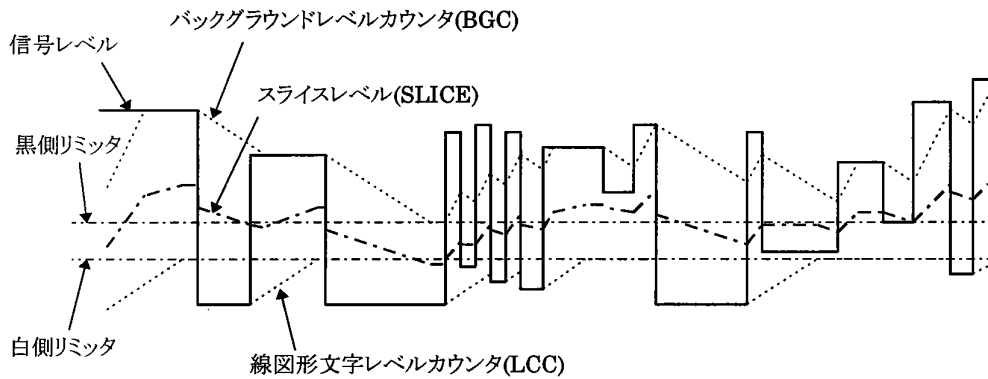 バックグラウンドレベルカウンタ(BGC)
信号レベル
スライスレベル(SLICE)
黒側リミッタ
白側リミッタ
線図形文字レベルカウンタ(LCC)